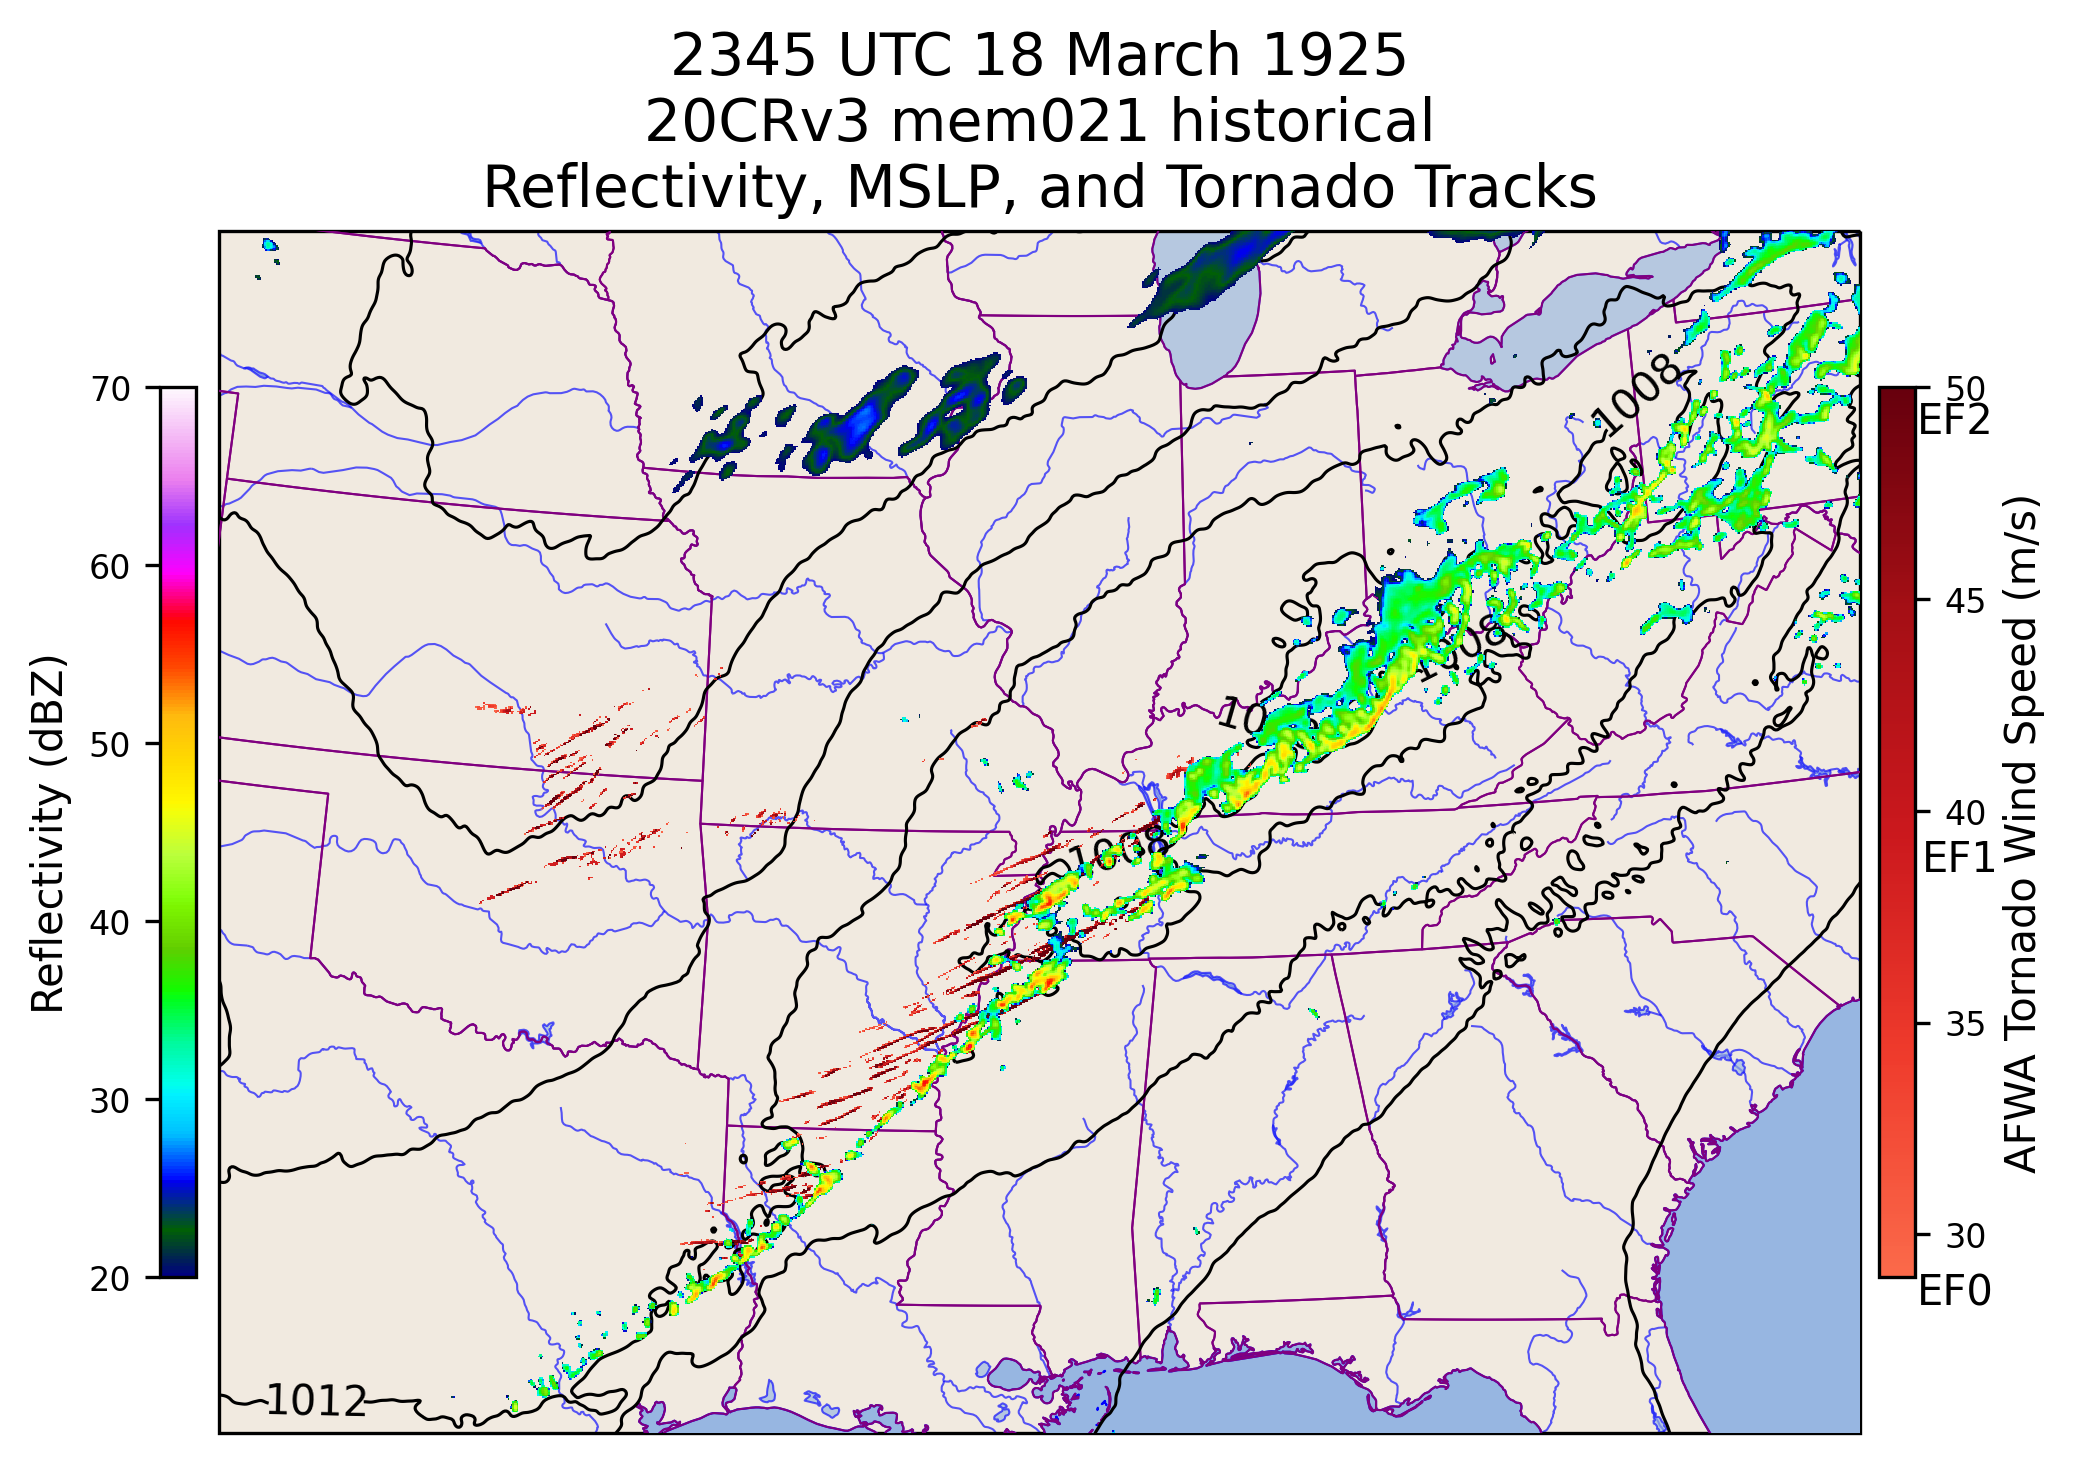 2345 UTC 18 March 1925
20CRv3 mem021 historical
Reflectivity, MSLP, and Tornado Tracks
70
60
50
40
30
20
Reflectivity (dBZ)
1008
1008
10
1008
1012
50
EF2
45
40
EF1
35
30
EF0
AFWA Tornado Wind Speed (m/s)